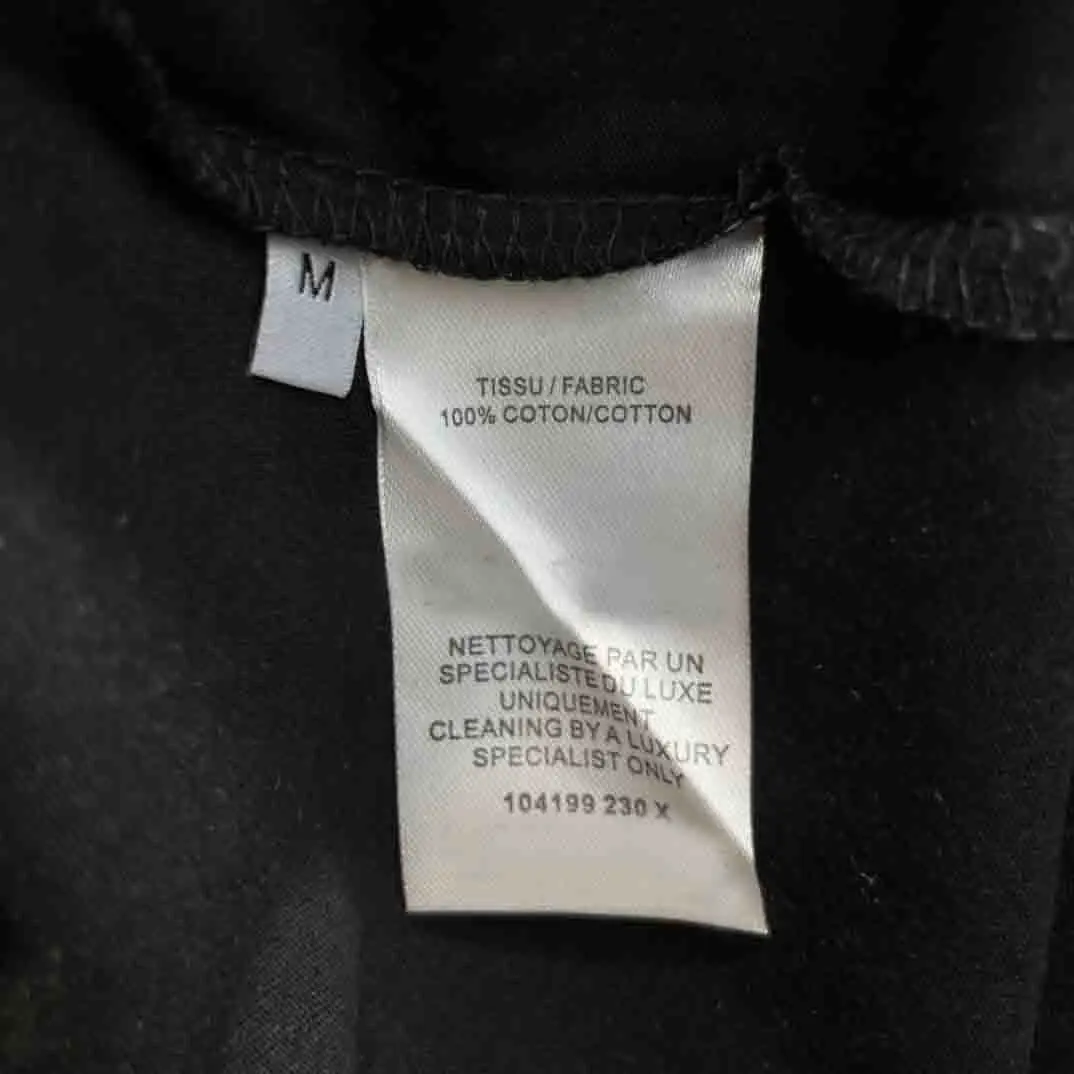 M
TISSU / FABRIC
100% COTON/COTTON
NETTOYAGE PAR UN
SPECIALISTE DU LUXE
UNIQUEMENT
CLEANING BY A LUXURY
SPECIALIST ONLY
104199 230 X